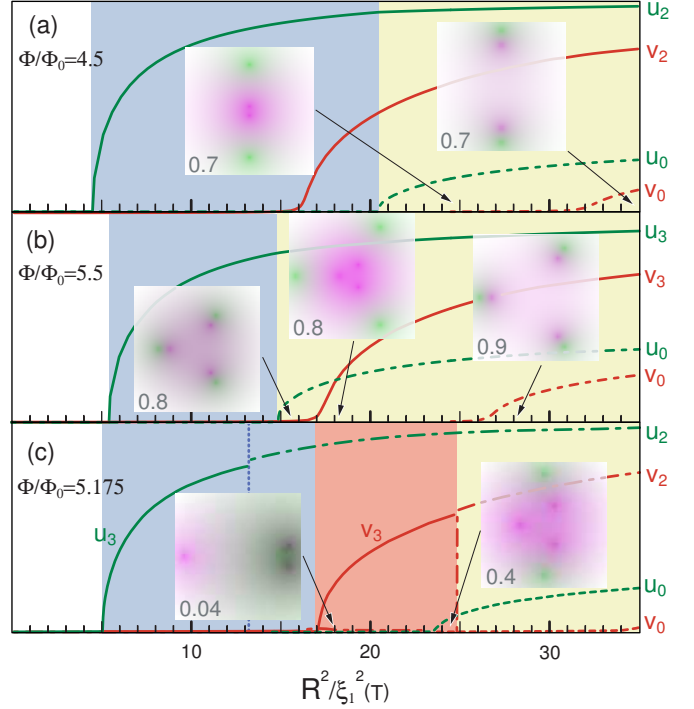 (a)
Φ/Φ₀=4.5
0.7
0.7
u₂
v₂
u₀
v₀
(b)
Φ/Φ₀=5.5
0.8
0.8
0.9
u₃
v₃
u₀
v₀
(c)
Φ/Φ₀=5.175
u₃
v₃
0.04
0.4
u₂
v₂
u₀
v₀
10 20 30
R²/ξ₁²(T)